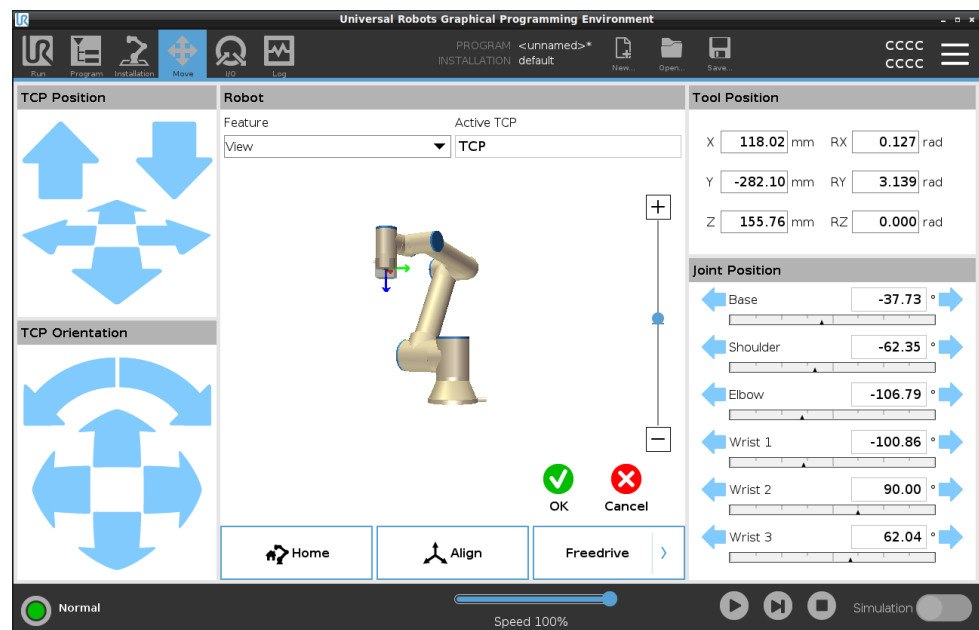 Universal Robots Graphical Programming Environment
UR
Run
Program
Installation
Move
I/O
Log
PROGRAM <unnamed>*
INSTALLATION default
New...
Open...
Save...
CCCC
CCCC
TCP Position
TCP Orientation
Robot
Feature
View
Active TCP
TCP
OK
Cancel
Home
Align
Freedrive
Tool Position
X 118.02 mm RX 0.127 rad
Y -282.10 mm RY 3.139 rad
Z 155.76 mm RZ 0.000 rad
Joint Position
Base -37.73 °
Shoulder -62.35 °
Elbow -106.79 °
Wrist 1 -100.86 °
Wrist 2 90.00 °
Wrist 3 62.04 °
Normal
Speed 100%
Simulation